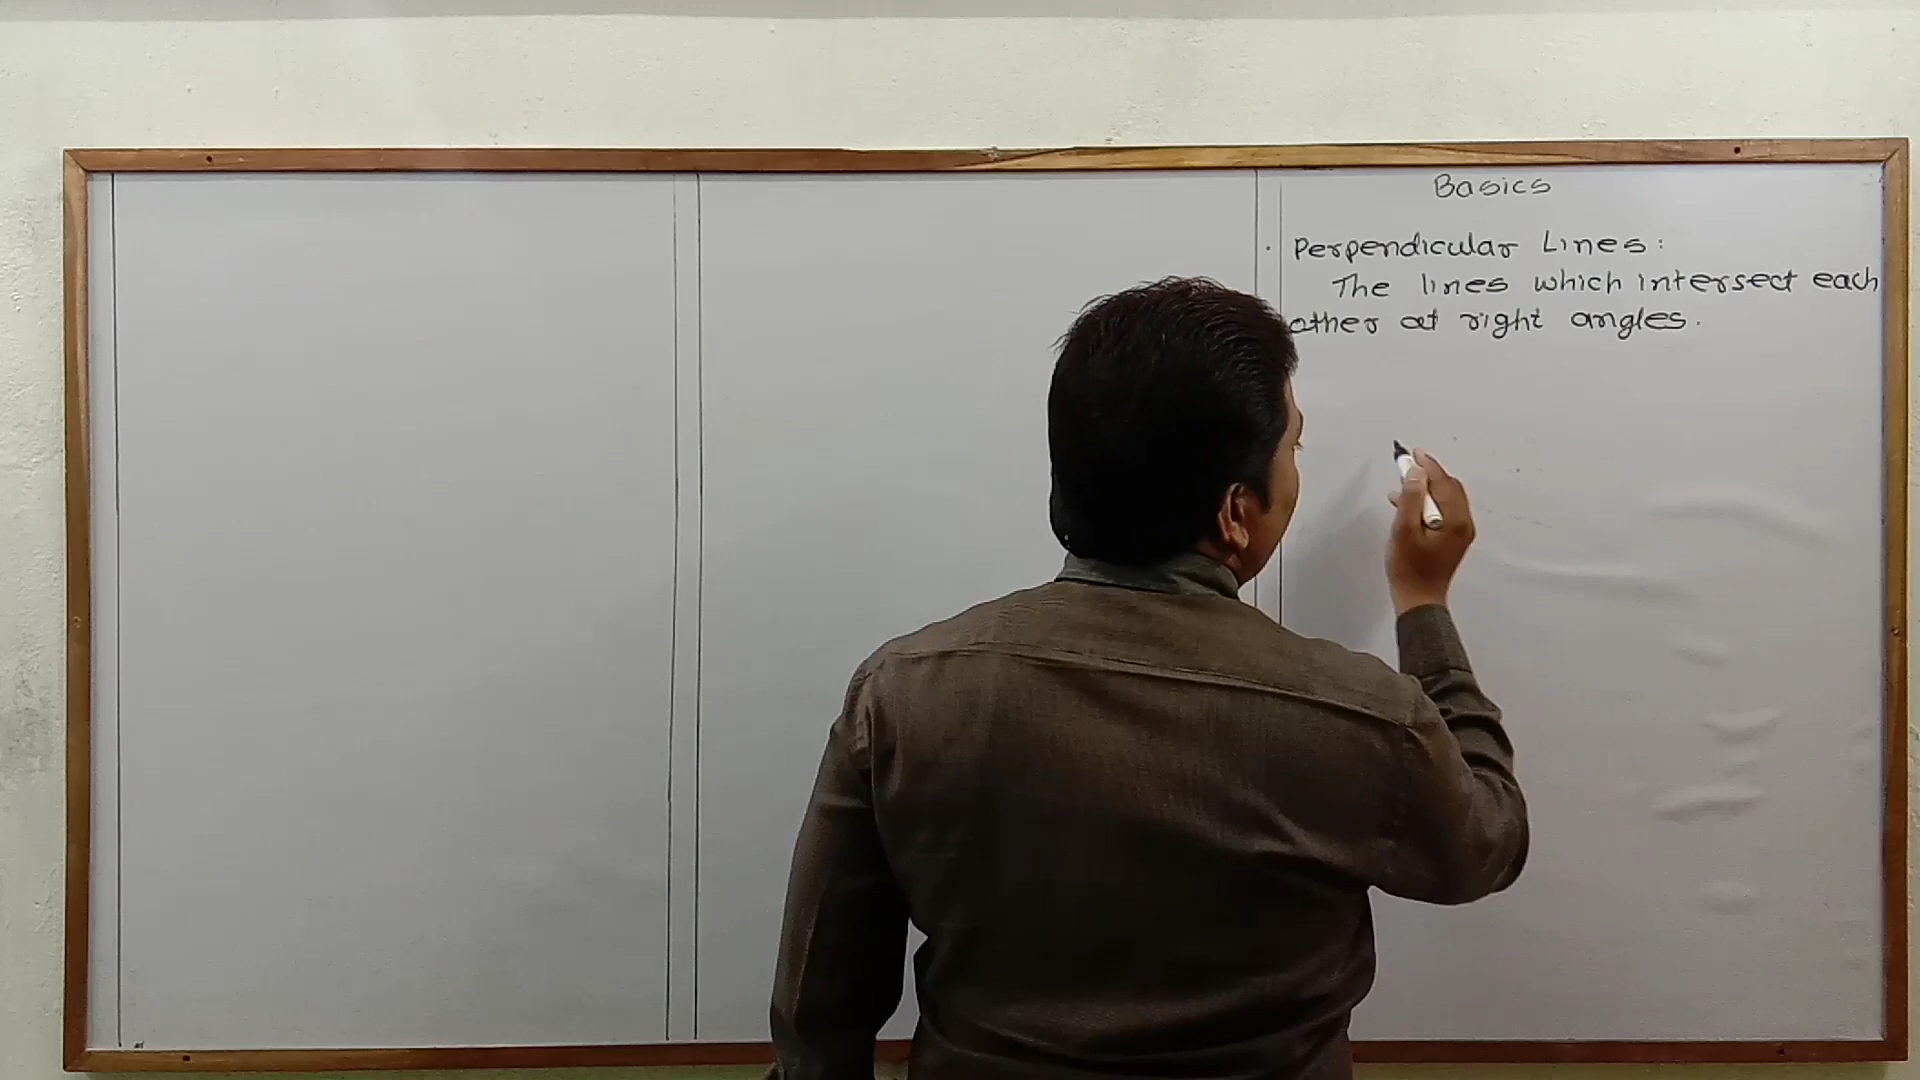 Basics
· Perpendicular Lines:
The lines which intersect each
other at right angles.